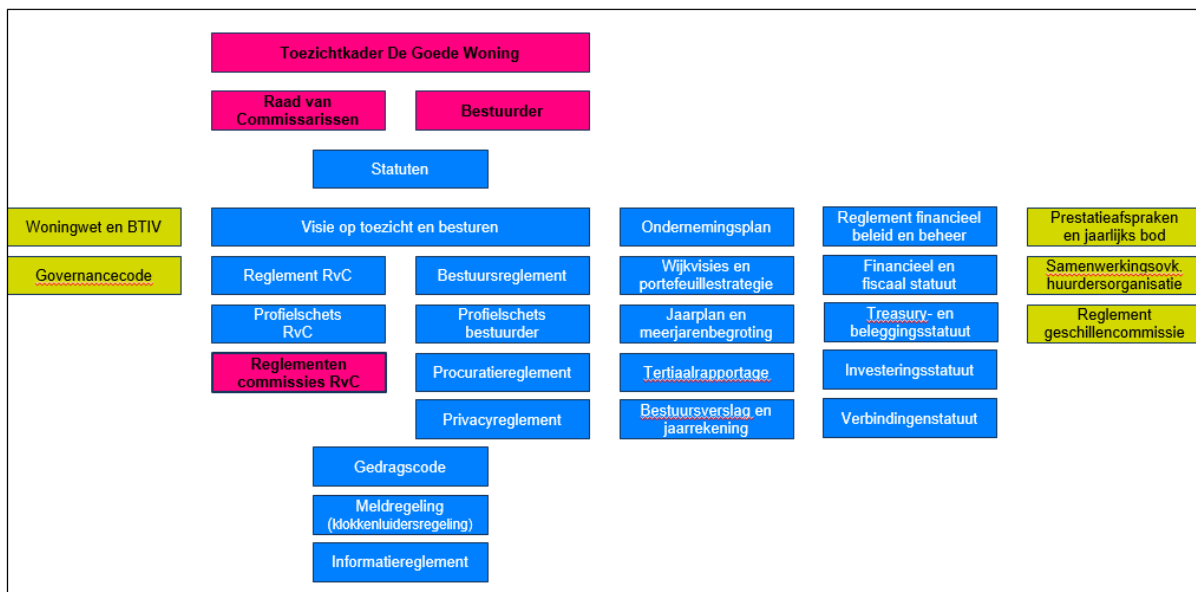 Toezichtkader De Goede Woning
Raad van
Commissarissen
Bestuurder
Statuten
Woningwet en BTIV
Visie op toezicht en besturen
Ondernemingsplan
Reglement financieel
beleid en beheer
Prestatieafspraken
en jaarlijks bod
Governancecode
Reglement RvC
Bestuursreglement
Wijkvisies en
portefeuillestrategie
Financieel en
fiscaal statuut
Samenwerkingsovk.
huurdersorganisatie
Profielschets
RvC
Profielschets
bestuurder
Jaarplan en
meerjarenbegroting
Treasury- en
beleggingsstatuut
Reglement
geschillencommissie
Reglementen
commissies RvC
Procuratiereglement
Tertiaalrapportage
Investeringsstatuut
Privacyreglement
Bestuursverslag en
jaarrekening
Verbindingenstatuut
Gedragscode
Meldregeling
(klokkenluidersregeling)
Informatiereglement